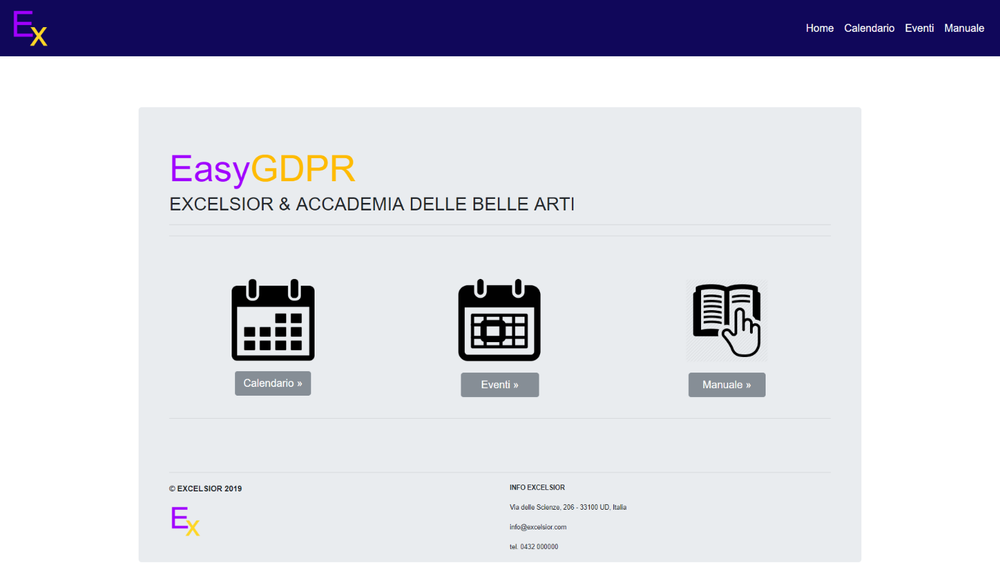 Ex
Home Calendario Eventi Manuale
EasyGDPR
EXCELSIOR & ACCADEMIA DELLE BELLE ARTI
Calendario » Eventi » Manuale »
© EXCELSIOR 2019
Ex
INFO EXCELSIOR
Via delle Scienze, 206 - 33100 UD, Italia
info@excelsior.com
tel. 0432 000000